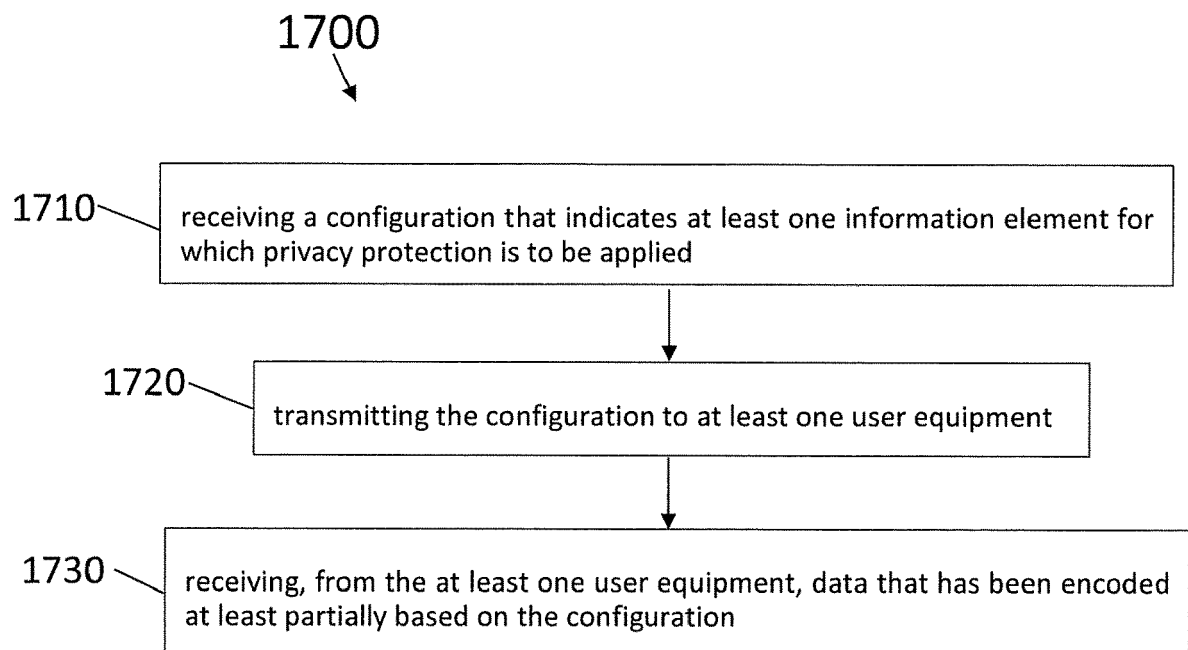 1700
1710
receiving a configuration that indicates at least one information element for
which privacy protection is to be applied
1720
transmitting the configuration to at least one user equipment
1730
receiving, from the at least one user equipment, data that has been encoded
at least partially based on the configuration